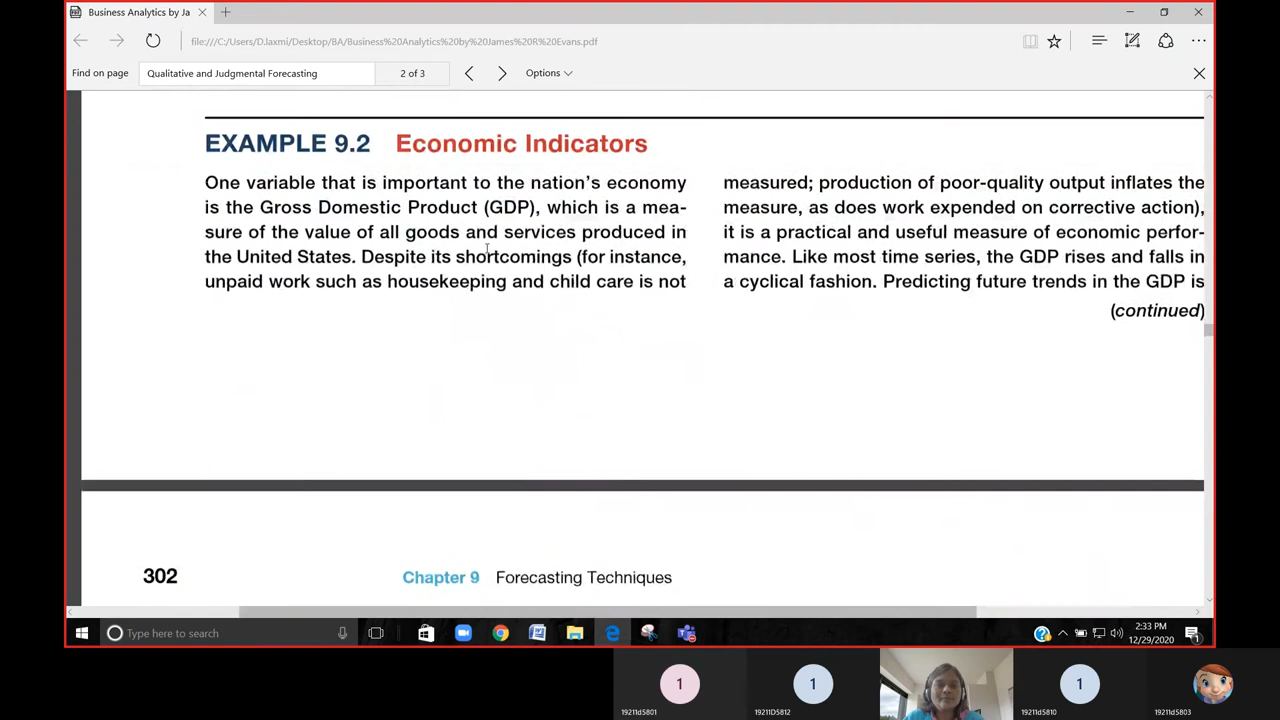 Business Analytics by Ja
file:///C:/Users/D.laxmi/Desktop/BA/Business%20Analytics%20by%20James%20R%20Evans.pdf
Find on page
Qualitative and Judgmental Forecasting
2 of 3
Options
EXAMPLE 9.2 Economic Indicators
One variable that is important to the nation's economy
is the Gross Domestic Product (GDP), which is a mea-
sure of the value of all goods and services produced in
the United States. Despite its shortcomings (for instance,
unpaid work such as housekeeping and child care is not
measured; production of poor-quality output inflates the
measure, as does work expended on corrective action),
it is a practical and useful measure of economic perfor-
mance. Like most time series, the GDP rises and falls in
a cyclical fashion. Predicting future trends in the GDP is
(continued)
302
Chapter 9 Forecasting Techniques
Type here to search
2:33 PM
12/29/2020
1
1
1
1
19211d5801
19211D5812
19211d5810
19211d5803